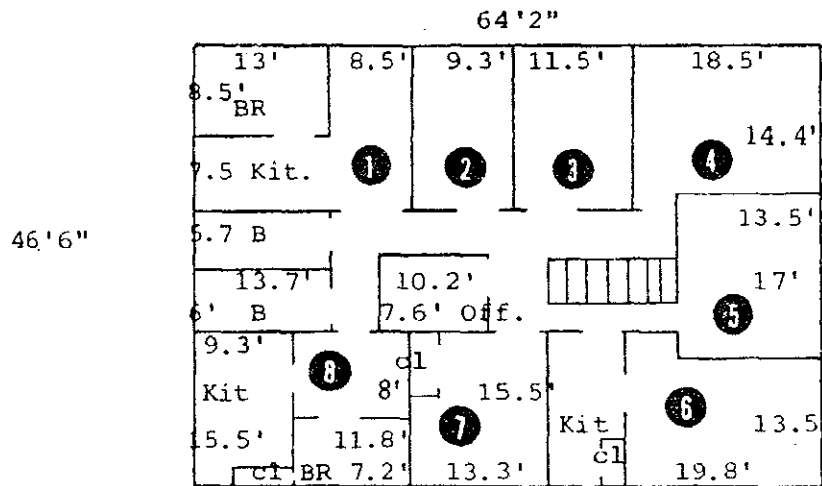 64'2"
13' 8.5' 9.3' 11.5' 18.5'
8.5'
BR
14.4'
7.5 Kit. 1 2 3 4
13.5'
46'6" 5.7 B
13.7' 10.2' 17'
6' B 7.6' Off. 5
9.3' cl
8
Kit 8' 15.5' 6
7 Kit 13.5
15.5' 11.8' cl
cl BR 7.2' 13.3' 19.8'